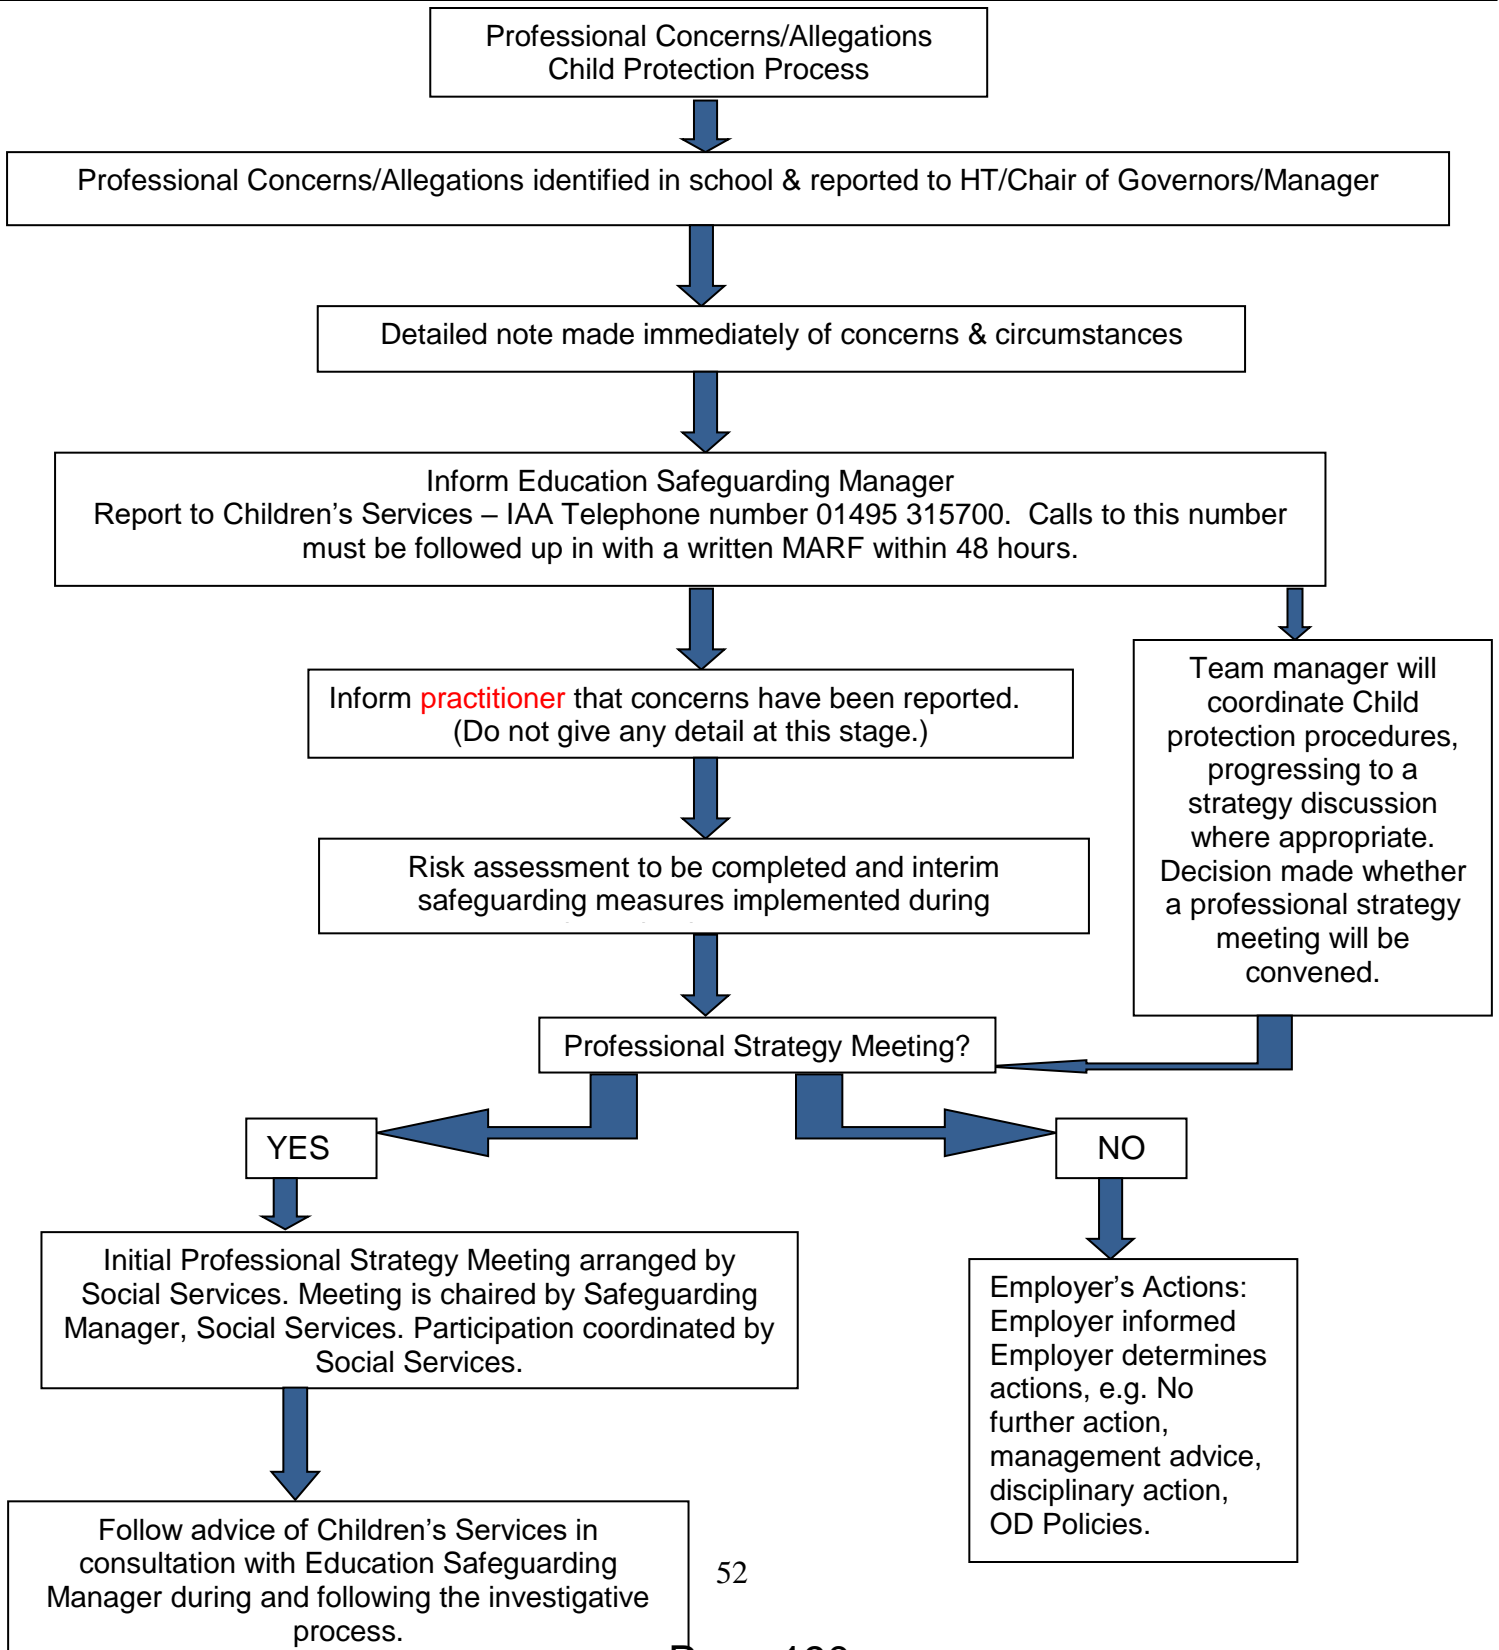 Professional Concerns/Allegations
Child Protection Process
Professional Concerns/Allegations identified in school & reported to HT/Chair of Governors/Manager
Detailed note made immediately of concerns & circumstances
Inform Education Safeguarding Manager
Report to Children's Services – IAA Telephone number 01495 315700.  Calls to this number
must be followed up in with a written MARF within 48 hours.
Inform practitioner that concerns have been reported.
(Do not give any detail at this stage.)
Team manager will
coordinate Child
protection procedures,
progressing to a
strategy discussion
where appropriate.
Decision made whether
a professional strategy
meeting will be
convened.
Risk assessment to be completed and interim
safeguarding measures implemented during
Professional Strategy Meeting?
YES
NO
Initial Professional Strategy Meeting arranged by
Social Services. Meeting is chaired by Safeguarding
Manager, Social Services. Participation coordinated by
Social Services.
Employer's Actions:
Employer informed
Employer determines
actions, e.g. No
further action,
management advice,
disciplinary action,
OD Policies.
Follow advice of Children's Services in
consultation with Education Safeguarding
Manager during and following the investigative
process.
52